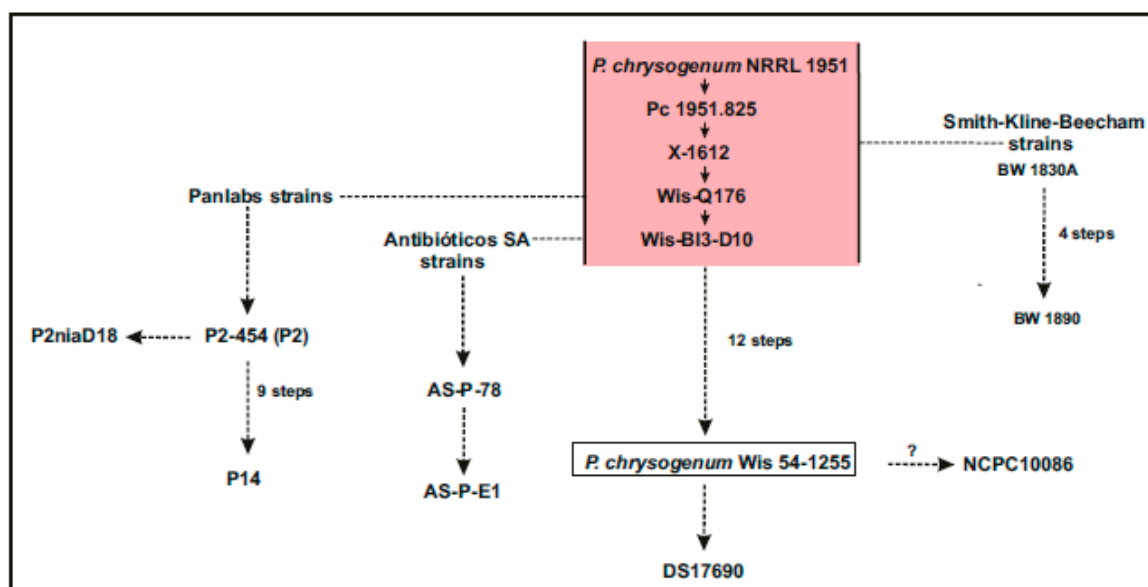 P. chrysogenum NRRL 1951
Pc 1951.825
X-1612
Wis-Q176
Wis-BI3-D10
Smith-Kline-Beecham
strains
BW 1830A
4 steps
BW 1890
Panlabs strains
P2niaD18
P2-454 (P2)
9 steps
P14
Antibióticos SA
strains
AS-P-78
AS-P-E1
12 steps
P. chrysogenum Wis 54-1255
?
NCPC10086
DS17690